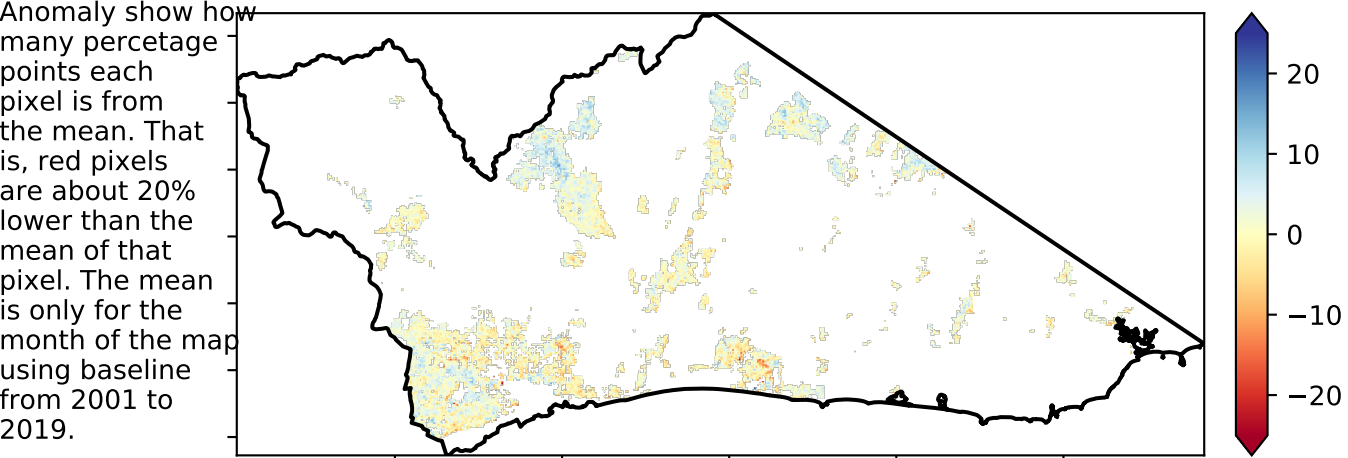 Anomaly show how
many percetage
points each
pixel is from
the mean. That
is, red pixels
are about 20%
lower than the
mean of that
pixel. The mean
is only for the
month of the map
using baseline
from 2001 to
2019.
20
10
0
−10
−20